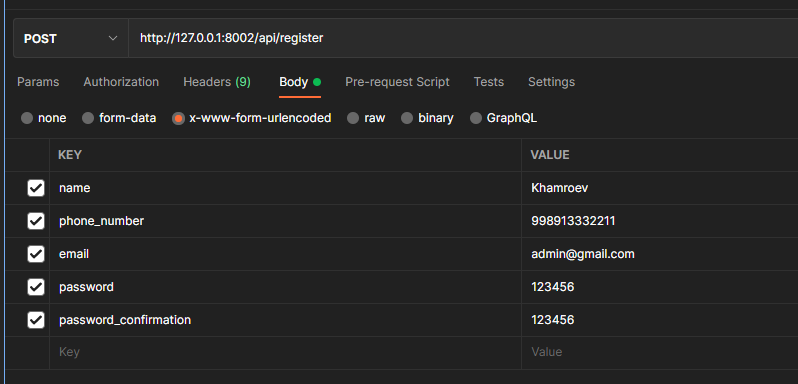 POST http://127.0.0.1:8002/api/register
Params Authorization Headers (9) Body Pre-request Script Tests Settings
none form-data x-www-form-urlencoded raw binary GraphQL
KEY VALUE
name Khamroev
phone_number 998913332211
email admin@gmail.com
password 123456
password_confirmation 123456
Key Value